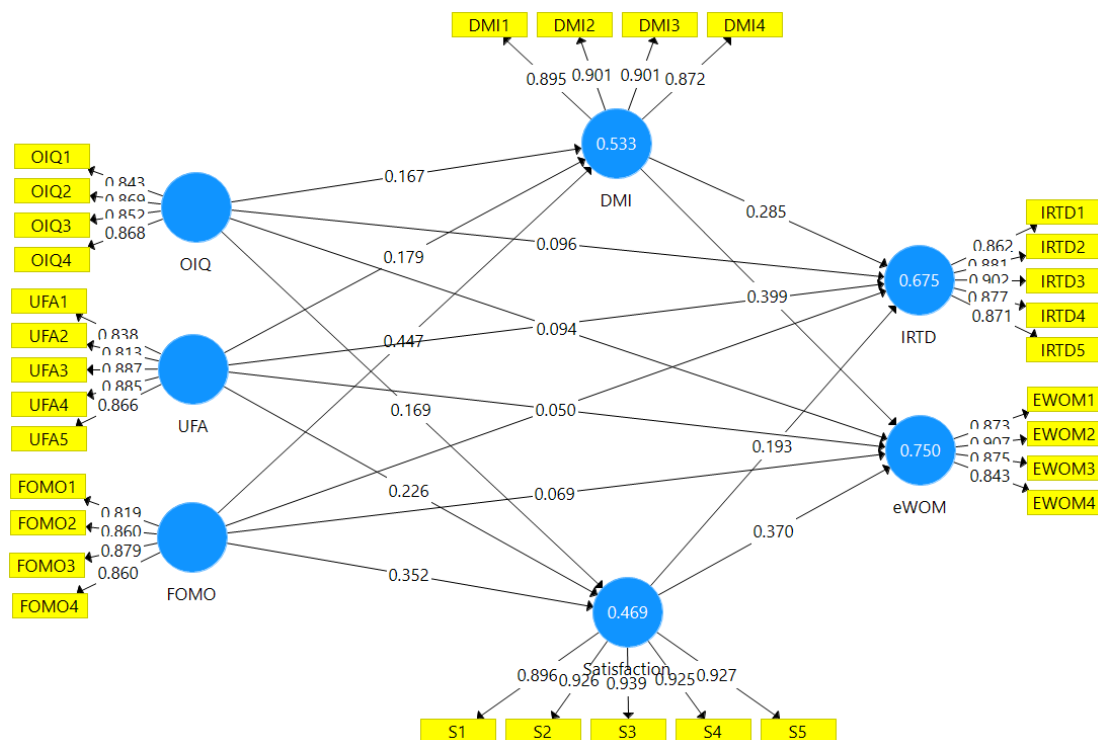 DMI1 DMI2 DMI3 DMI4
0.895 0.901 0.901 0.872
0.533
DMI
OIQ1
OIQ2
OIQ3
OIQ4
0.843
0.869
0.852
0.868
OIQ
0.167
0.285
0.096
0.179
0.399
0.447
0.094
0.169
0.050
0.193
0.226
0.069
0.370
0.352
IRTD1
IRTD2
IRTD3
IRTD4
IRTD5
0.862
0.881
0.902
0.877
0.871
0.675
IRTD
UFA1
UFA2
UFA3
UFA4
UFA5
0.838
0.813
0.887
0.885
0.866
UFA
EWOM1
EWOM2
EWOM3
EWOM4
0.873
0.907
0.875
0.843
0.750
eWOM
FOMO1
FOMO2
FOMO3
FOMO4
0.819
0.860
0.879
0.860
FOMO
0.469
Satisfaction
0.896 0.926 0.939 0.925 0.927
S1 S2 S3 S4 S5